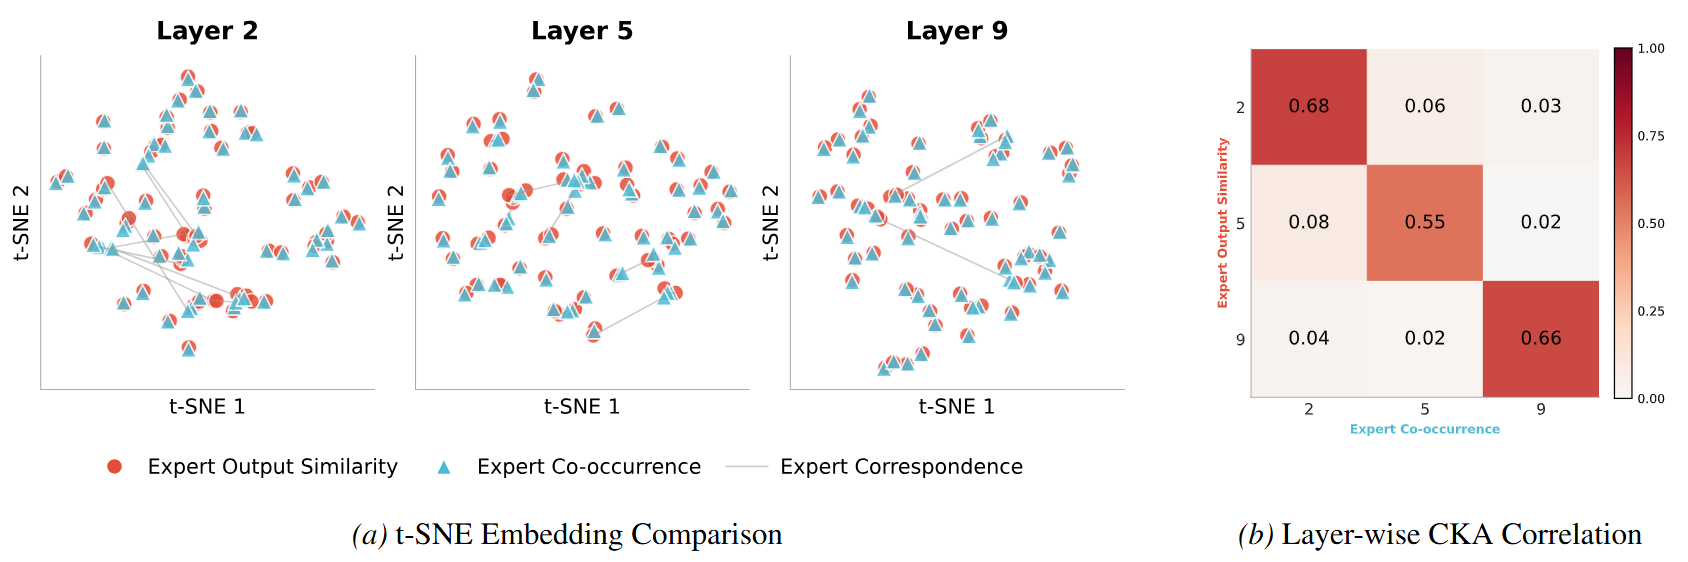 Layer 2
Layer 5
Layer 9
t-SNE 2
t-SNE 2
t-SNE 2
t-SNE 1
t-SNE 1
t-SNE 1
Expert Output Similarity
Expert Co-occurrence
Expert Correspondence
(a) t-SNE Embedding Comparison
Expert Output Similarity
2
0.68
0.06
0.03
5
0.08
0.55
0.02
9
0.04
0.02
0.66
2
5
9
Expert Co-occurrence
1.00
0.75
0.50
0.25
0.00
(b) Layer-wise CKA Correlation